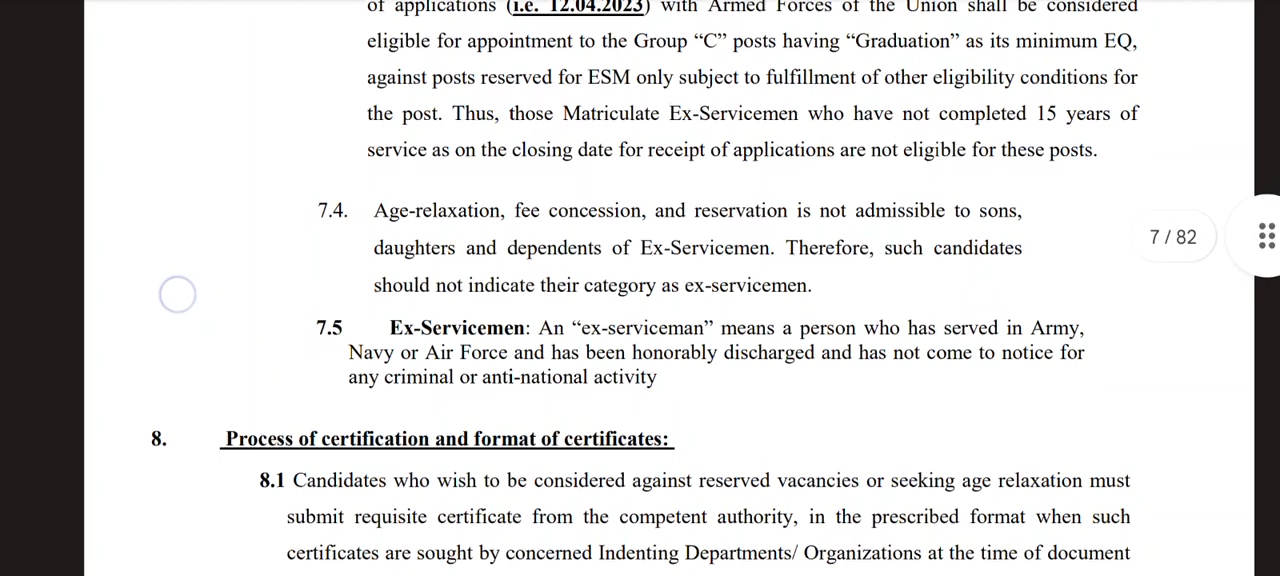 of applications (i.e. 12.04.2023) with Armed Forces of the Union shall be considered
eligible for appointment to the Group “C” posts having “Graduation” as its minimum EQ,
against posts reserved for ESM only subject to fulfillment of other eligibility conditions for
the post. Thus, those Matriculate Ex-Servicemen who have not completed 15 years of
service as on the closing date for receipt of applications are not eligible for these posts.
7.4. Age-relaxation, fee concession, and reservation is not admissible to sons,
daughters and dependents of Ex-Servicemen. Therefore, such candidates
should not indicate their category as ex-servicemen.
7 / 82
7.5 Ex-Servicemen: An “ex-serviceman” means a person who has served in Army,
Navy or Air Force and has been honorably discharged and has not come to notice for
any criminal or anti-national activity
8. Process of certification and format of certificates:
8.1 Candidates who wish to be considered against reserved vacancies or seeking age relaxation must
submit requisite certificate from the competent authority, in the prescribed format when such
certificates are sought by concerned Indenting Departments/ Organizations at the time of document